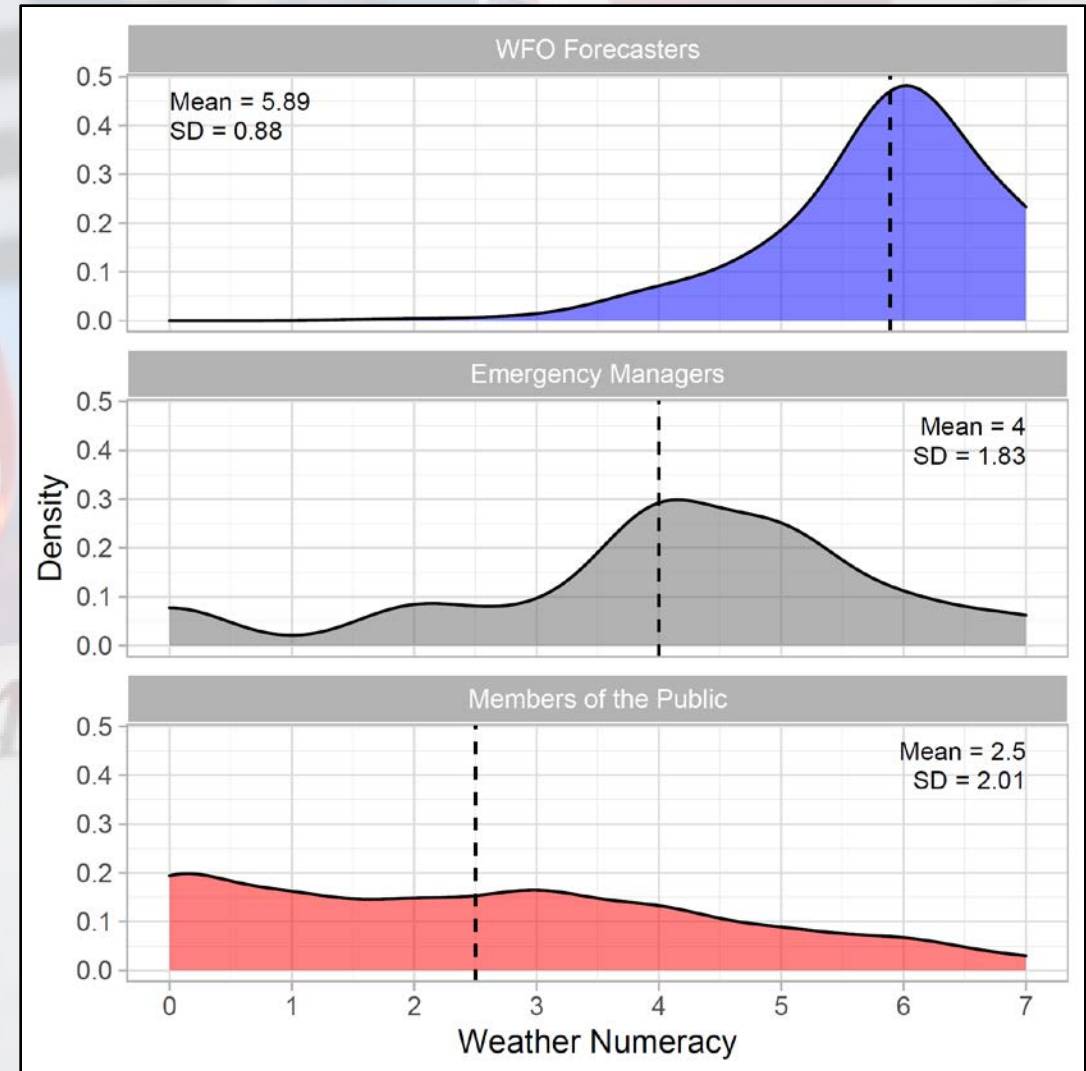 WFO Forecasters
Mean = 5.89
SD = 0.88
0.5
0.4
0.3
0.2
0.1
0.0
Emergency Managers
Mean = 4
SD = 1.83
0.5
0.4
0.3
0.2
0.1
0.0
Density
Members of the Public
Mean = 2.5
SD = 2.01
0.5
0.4
0.3
0.2
0.1
0.0
0 1 2 3 4 5 6 7
Weather Numeracy